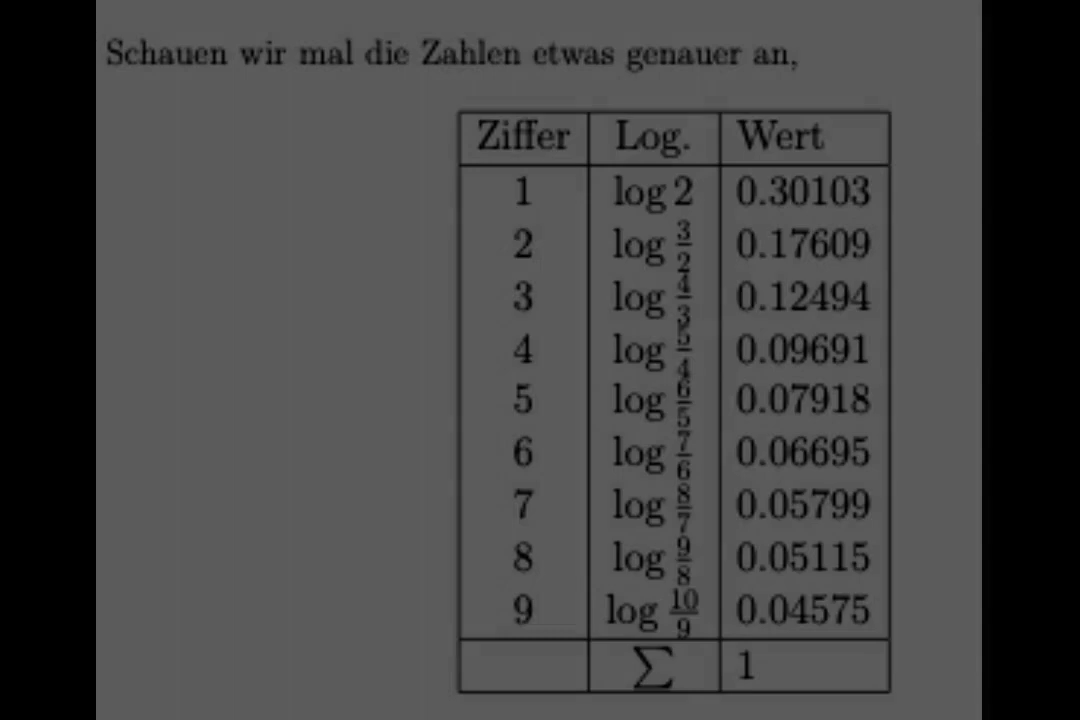 Schauen wir mal die Zahlen etwas genauer an,
Ziffer Log. Wert
1 log 2 0.30103
2 log 3/2 0.17609
3 log 4/3 0.12494
4 log 5/4 0.09691
5 log 6/5 0.07918
6 log 7/6 0.06695
7 log 8/7 0.05799
8 log 9/8 0.05115
9 log 10/9 0.04575
∑ 1